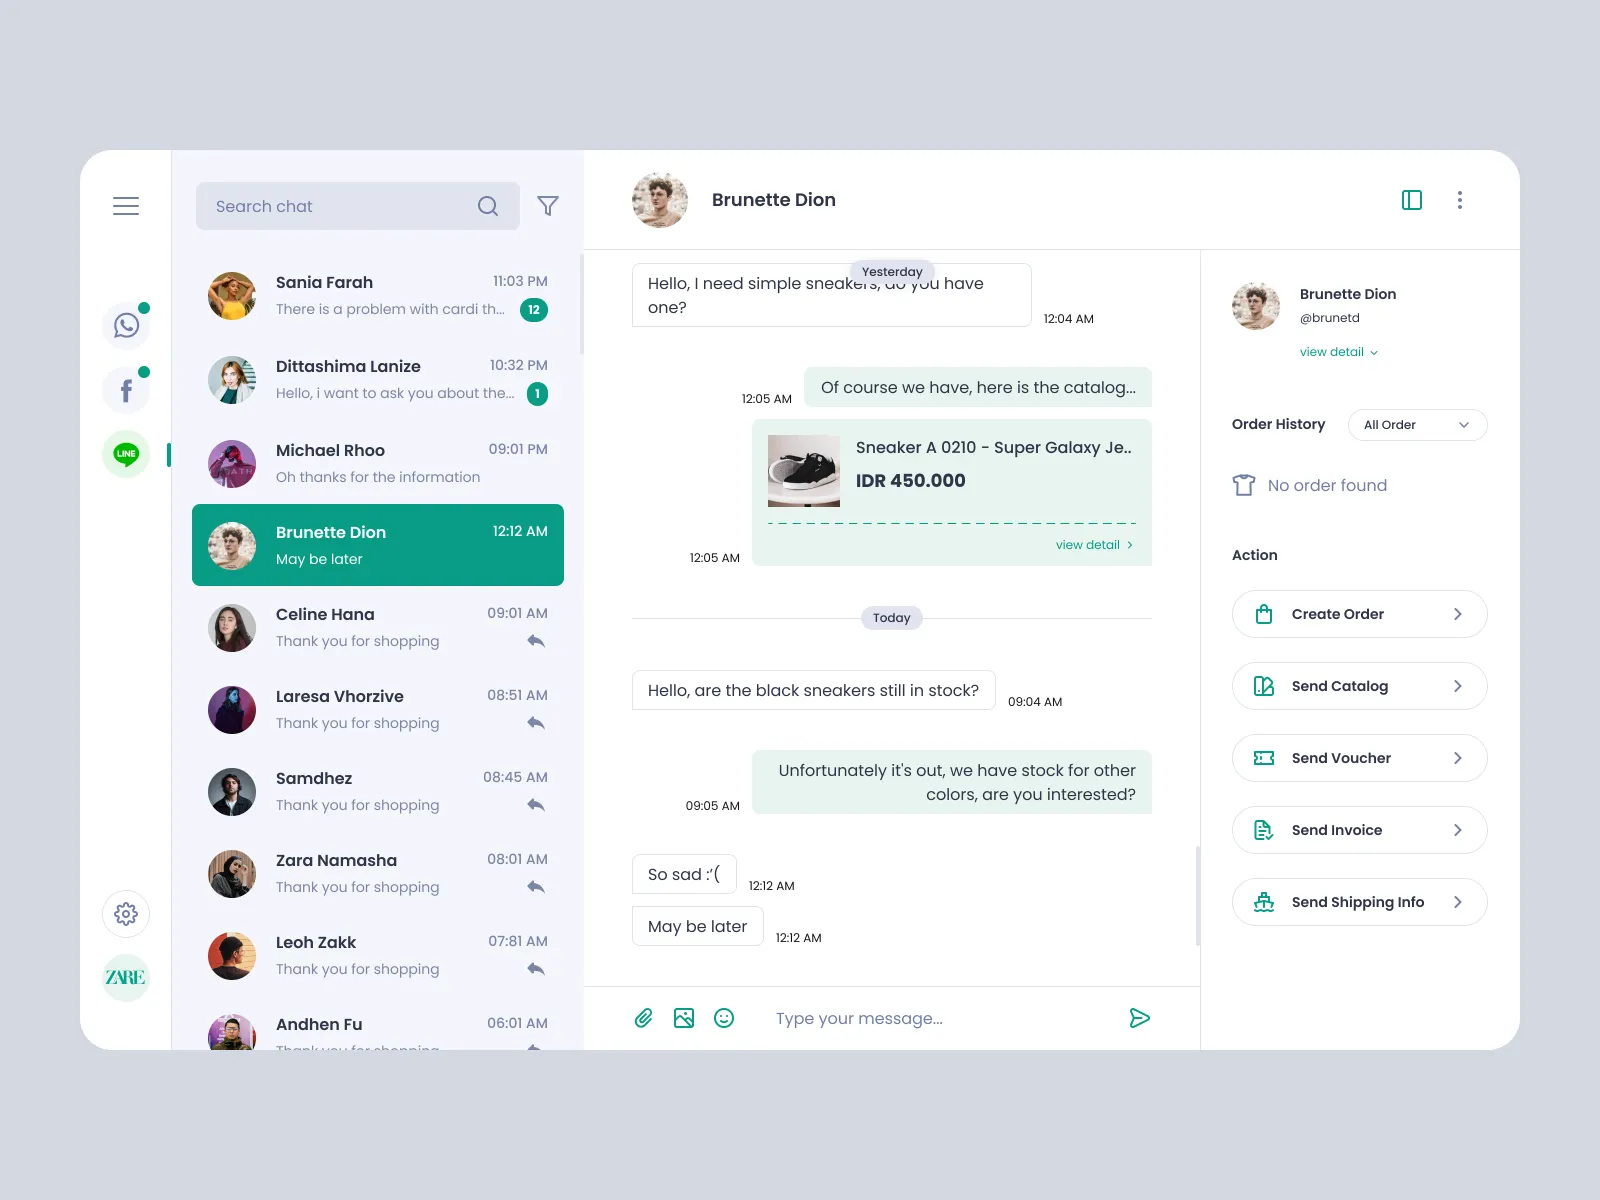 Search chat
LINE
ZARE
Sania Farah
11:03 PM
There is a problem with cardi th...
12
Dittashima Lanize
10:32 PM
Hello, i want to ask you about the...
1
Michael Rhoo
09:01 PM
Oh thanks for the information
Brunette Dion
12:12 AM
May be later
Celine Hana
09:01 AM
Thank you for shopping
Laresa Vhorzive
08:51 AM
Thank you for shopping
Samdhez
08:45 AM
Thank you for shopping
Zara Namasha
08:01 AM
Thank you for shopping
Leoh Zakk
07:81 AM
Thank you for shopping
Andhen Fu
06:01 AM
Thank you for shopping
Brunette Dion
Yesterday
Hello, I need simple sneakers, do you have
one?
12:04 AM
Of course we have, here is the catalog...
12:05 AM
Sneaker A 0210 - Super Galaxy Je..
IDR 450.000
view detail
12:05 AM
Today
Hello, are the black sneakers still in stock?
09:04 AM
Unfortunately it's out, we have stock for other
colors, are you interested?
09:05 AM
So sad :’(
12:12 AM
May be later
12:12 AM
Type your message...
Brunette Dion
@brunetd
view detail
Order History
All Order
No order found
Action
Create Order
Send Catalog
Send Voucher
Send Invoice
Send Shipping Info